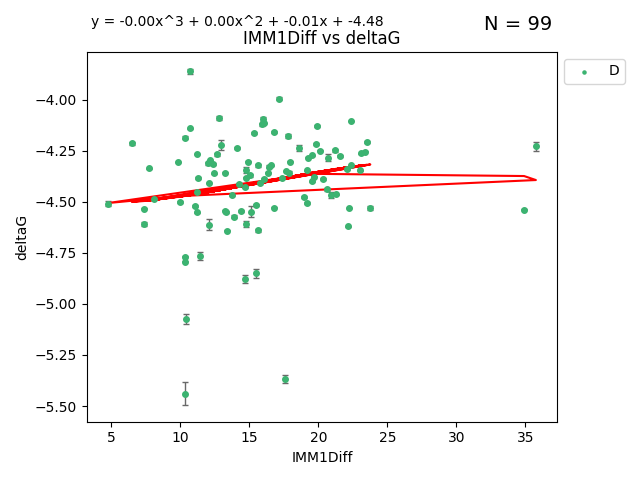 y = -0.00x^3 + 0.00x^2 + -0.01x + -4.48
N = 99
IMM1Diff vs deltaG
D
−4.00
−4.25
−4.50
−4.75
−5.00
−5.25
−5.50
deltaG
5 10 15 20 25 30 35
IMM1Diff